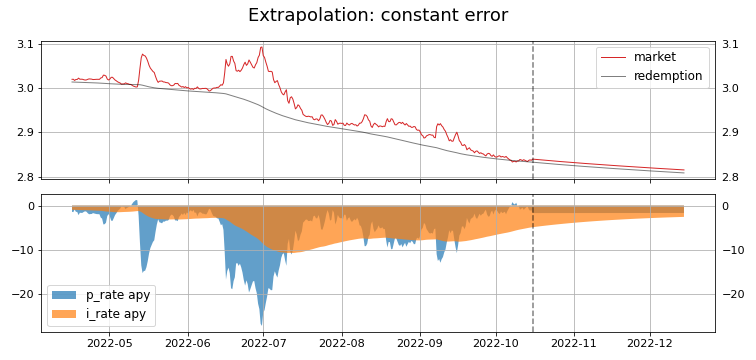 Extrapolation: constant error
3.1
3.0
2.9
2.8
3.1
3.0
2.9
2.8
market
redemption
0
−10
−20
0
−10
−20
p_rate apy
i_rate apy
2022-05 2022-06 2022-07 2022-08 2022-09 2022-10 2022-11 2022-12